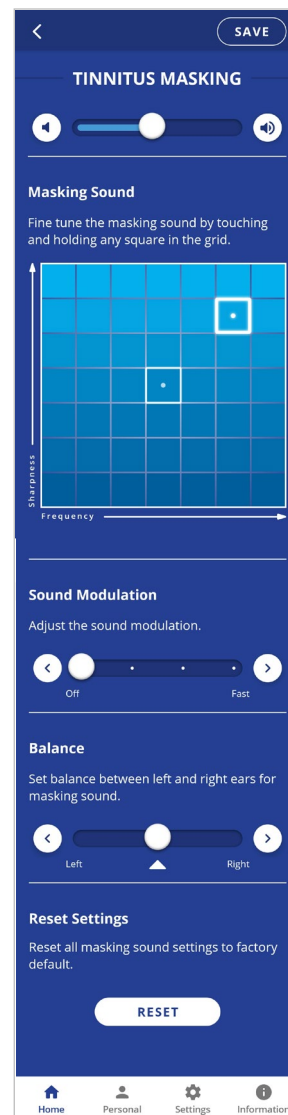 SAVE
TINNITUS MASKING
Masking Sound
Fine tune the masking sound by touching
and holding any square in the grid.
Sharpness
Frequency
Sound Modulation
Adjust the sound modulation.
Off Fast
Balance
Set balance between left and right ears for
masking sound.
Left Right
Reset Settings
Reset all masking sound settings to factory
default.
RESET
Home Personal Settings Information